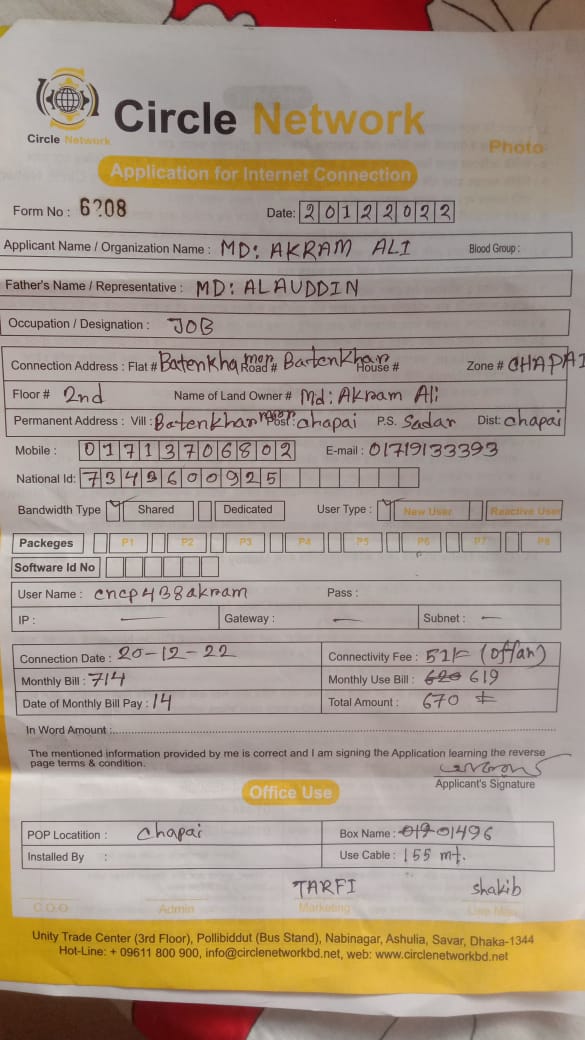 Circle Network
Circle Network
Photo
Application for Internet Connection
Form No : 6208
Date: 20122022
Applicant Name / Organization Name : MD: AKRAM ALI Blood Group :
Father's Name / Representative : MD: ALAUDDIN
Occupation / Designation : JOB
Connection Address : Flat # Batenkha mor Road # Bartenkhan House # Zone # CHAPAI
Floor # 2nd Name of Land Owner # Md: Akram Ali
Permanent Address : Vill : Batenkhan mor Post: chapai P.S. Sadar Dist: chapai
Mobile : 01713706802 E-mail : 01719133393
National Id: 7349600925
Bandwidth Type Shared Dedicated User Type : New User Reactive User
Packeges P1 P2 P3 P4 P5 P6 P7 P8
Software Id No
User Name : cncp438akram Pass :
IP : — Gateway : — Subnet : —
Connection Date : 20-12-22 Connectivity Fee : 51/= (offan)
Monthly Bill : 714 Monthly Use Bill : 620 619
Date of Monthly Bill Pay : 14 Total Amount : 670
In Word Amount :
The mentioned information provided by me is correct and I am signing the Application learning the reverse
page terms & condition.
Applicant's Signature
Office Use
POP Locatition : chapai Box Name : 01201496
Installed By : Use Cable : 155 mt.
TARFI shakib
C.O.O Admin Marketing Line Man
Unity Trade Center (3rd Floor), Pollibiddut (Bus Stand), Nabinagar, Ashulia, Savar, Dhaka-1344
Hot-Line: + 09611 800 900, info@circlenetworkbd.net, web: www.circlenetworkbd.net